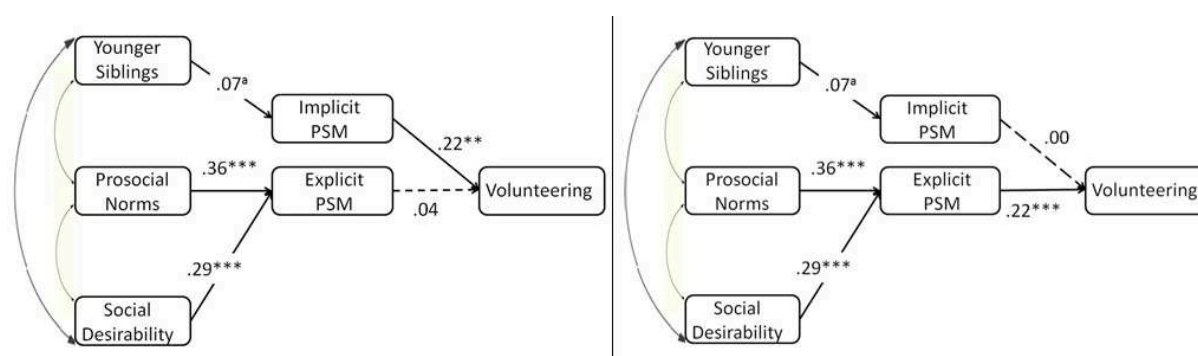 Younger
Siblings
.07ª
Implicit
PSM
.22**
Prosocial
Norms
.36***
Explicit
PSM
.04
Volunteering
.29***
Social
Desirability
Younger
Siblings
.07ª
Implicit
PSM
.00
Prosocial
Norms
.36***
Explicit
PSM
.22***
Volunteering
.29***
Social
Desirability